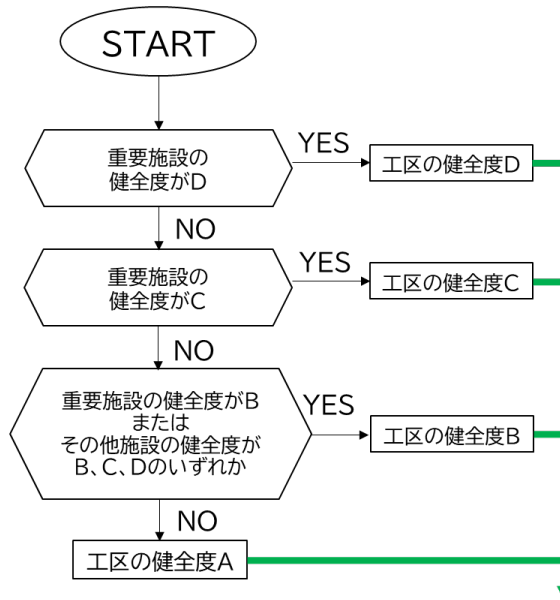 START
重要施設の
健全度がD
YES
工区の健全度D
NO
重要施設の
健全度がC
YES
工区の健全度C
NO
重要施設の健全度がB
または
その他施設の健全度が
B、C、Dのいずれか
YES
工区の健全度B
NO
工区の健全度A